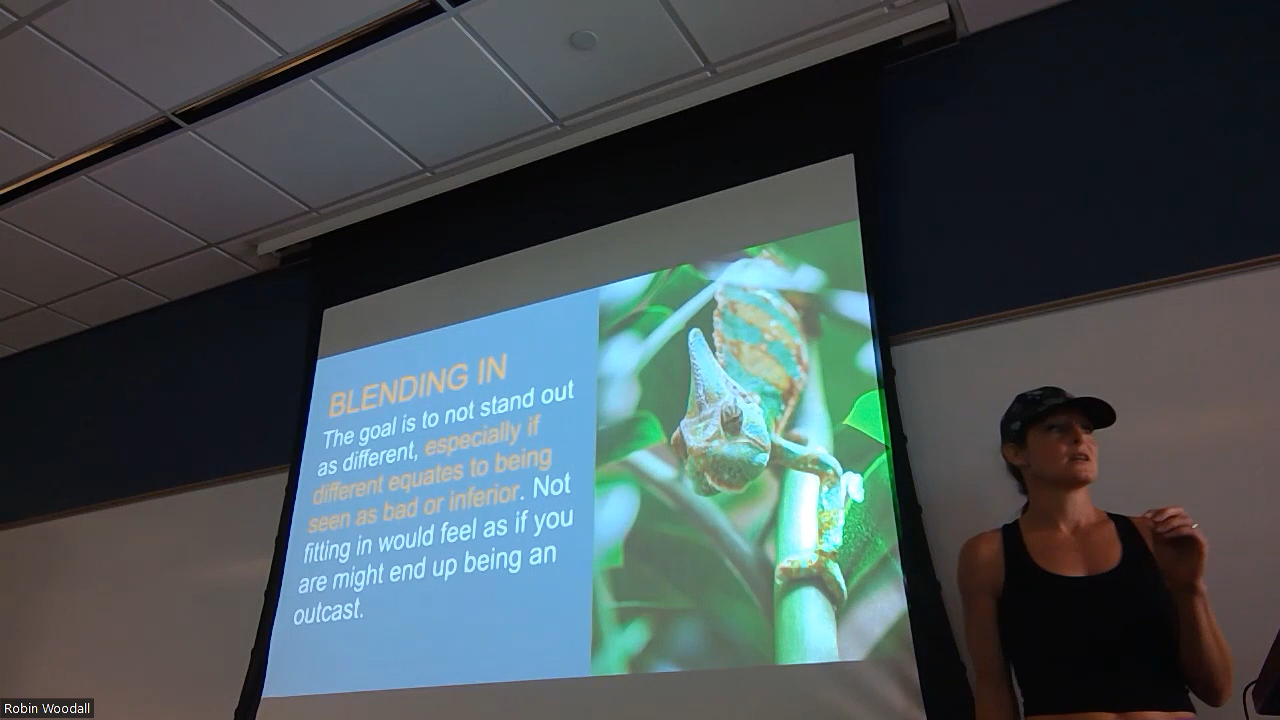 BLENDING IN
The goal is to not stand out
as different, especially if
different equates to being
seen as bad or inferior. Not
fitting in would feel as if you
are might end up being an
outcast.
Robin Woodall